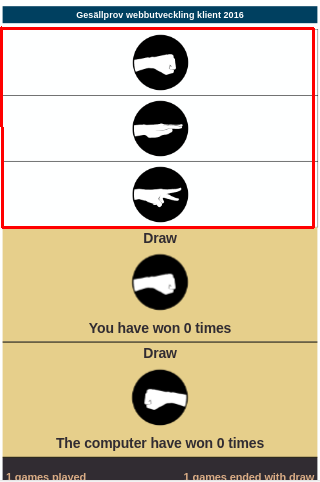 Gesällprov webbutveckling klient 2016
Draw
You have won 0 times
Draw
The computer have won 0 times
1 games played
1 games ended with draw